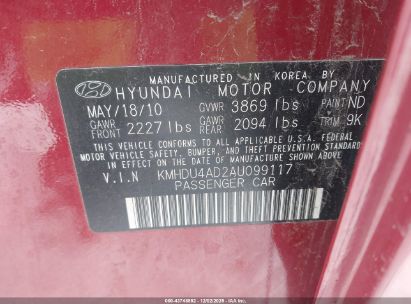 MANUFACTURED IN KOREA BY
HYUNDAI MOTOR COMPANY
MAY/18/10 GVWR 3869 lbs PAINT ND
GAWR FRONT 2227 lbs GAWR REAR 2094 lbs TRIM 9K
THIS VEHICLE CONFORMS TO ALL APPLICABLE U.S.A. FEDERAL
MOTOR VEHICLE SAFETY, BUMPER, AND THEFT PREVENTION STANDARDS
IN EFFECT ON THE DATE OF MANUFACTURE SHOWN ABOVE.
V.I.N KMHDU4AD2AU099117
PASSENGER CAR